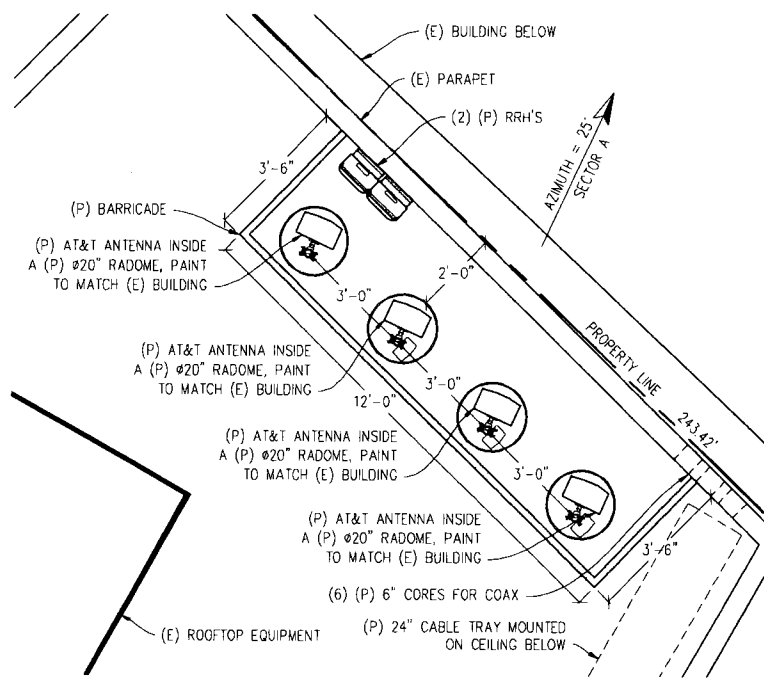 (E) BUILDING BELOW
(E) PARAPET
(2) (P) RRH'S
AZIMUTH = 25°
SECTOR A
3'-6"
(P) BARRICADE
(P) AT&T ANTENNA INSIDE
A (P) ø20" RADOME, PAINT
TO MATCH (E) BUILDING
2'-0"
3'-0"
PROPERTY LINE
243.42'
(P) AT&T ANTENNA INSIDE
A (P) ø20" RADOME, PAINT
TO MATCH (E) BUILDING
3'-0"
12'-0"
(P) AT&T ANTENNA INSIDE
A (P) ø20" RADOME, PAINT
TO MATCH (E) BUILDING
3'-0"
(P) AT&T ANTENNA INSIDE
A (P) ø20" RADOME, PAINT
TO MATCH (E) BUILDING
3'-6"
(6) (P) 6" CORES FOR COAX
(E) ROOFTOP EQUIPMENT
(P) 24" CABLE TRAY MOUNTED
ON CEILING BELOW